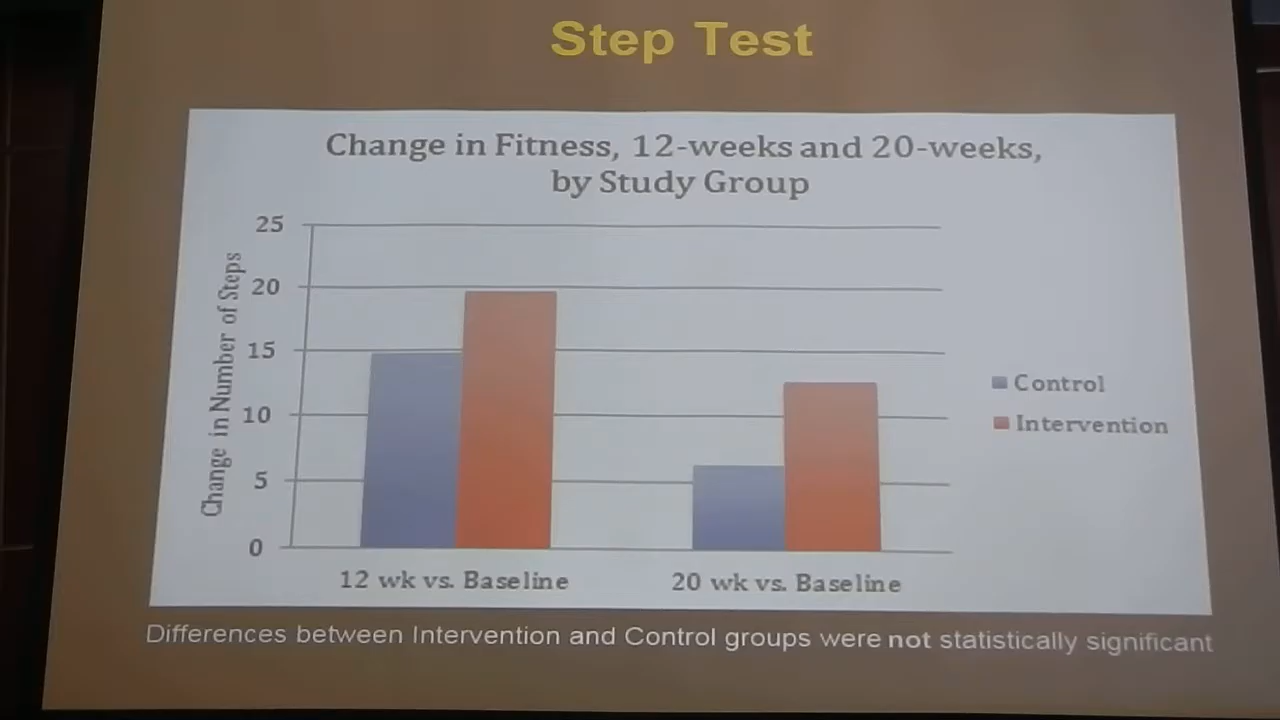 Step Test
Change in Fitness, 12-weeks and 20-weeks,
by Study Group
Change in Number of Steps
25
20
15
10
5
0
12 wk vs. Baseline
20 wk vs. Baseline
Control
Intervention
Differences between Intervention and Control groups were not statistically significant